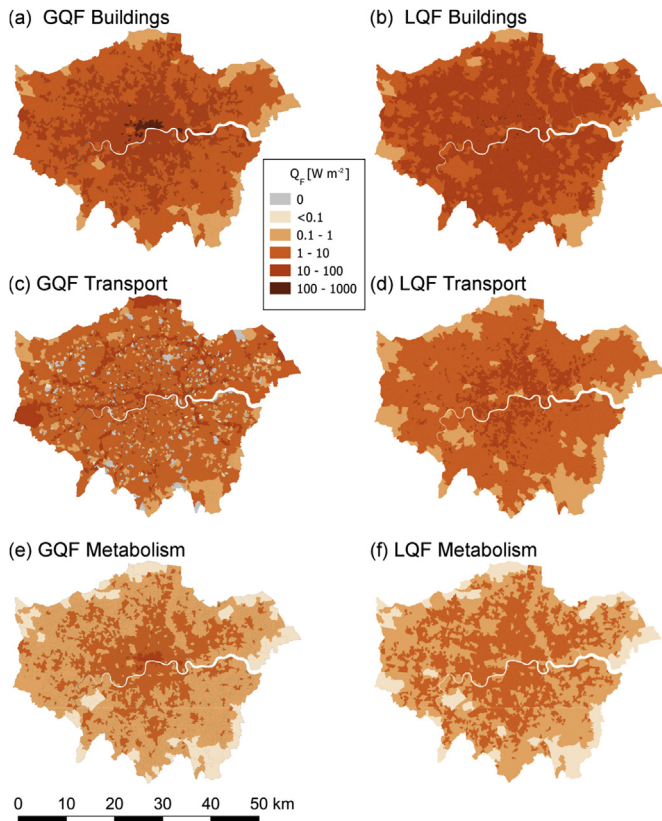 (a) GQF Buildings
(b) LQF Buildings
Q_F [W m⁻²]
0
<0.1
0.1 - 1
1 - 10
10 - 100
100 - 1000
(c) GQF Transport
(d) LQF Transport
(e) GQF Metabolism
(f) LQF Metabolism
0 10 20 30 40 50 km